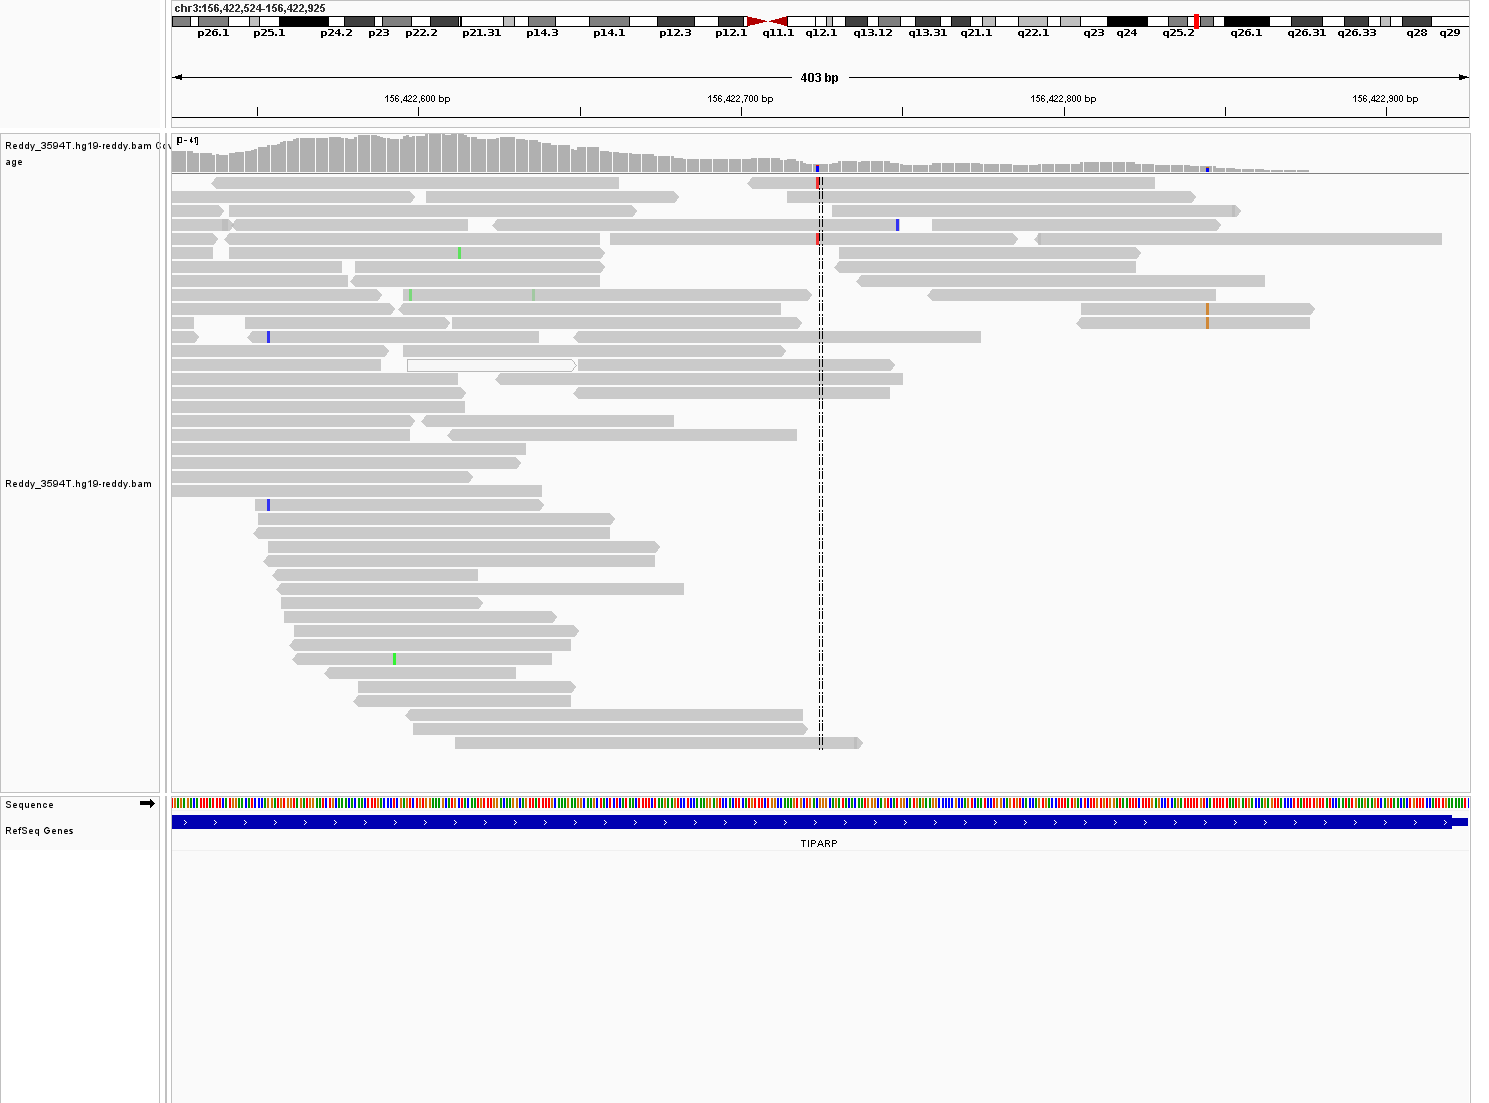 chr3:156,422,524-156,422,925
p26.1 p25.1 p24.2 p23 p22.2 p21.31 p14.3 p14.1 p12.3 p12.1 q11.1 q12.1 q13.12 q13.31 q21.1 q22.1 q23 q24 q25.2 q26.1 q26.31 q26.33 q28 q29
403 bp
156,422,600 bp 156,422,700 bp 156,422,800 bp 156,422,900 bp
[0 - 41]
Reddy_3594T.hg19-reddy.bam Cov
age
Reddy_3594T.hg19-reddy.bam
Sequence
RefSeq Genes
TIPARP